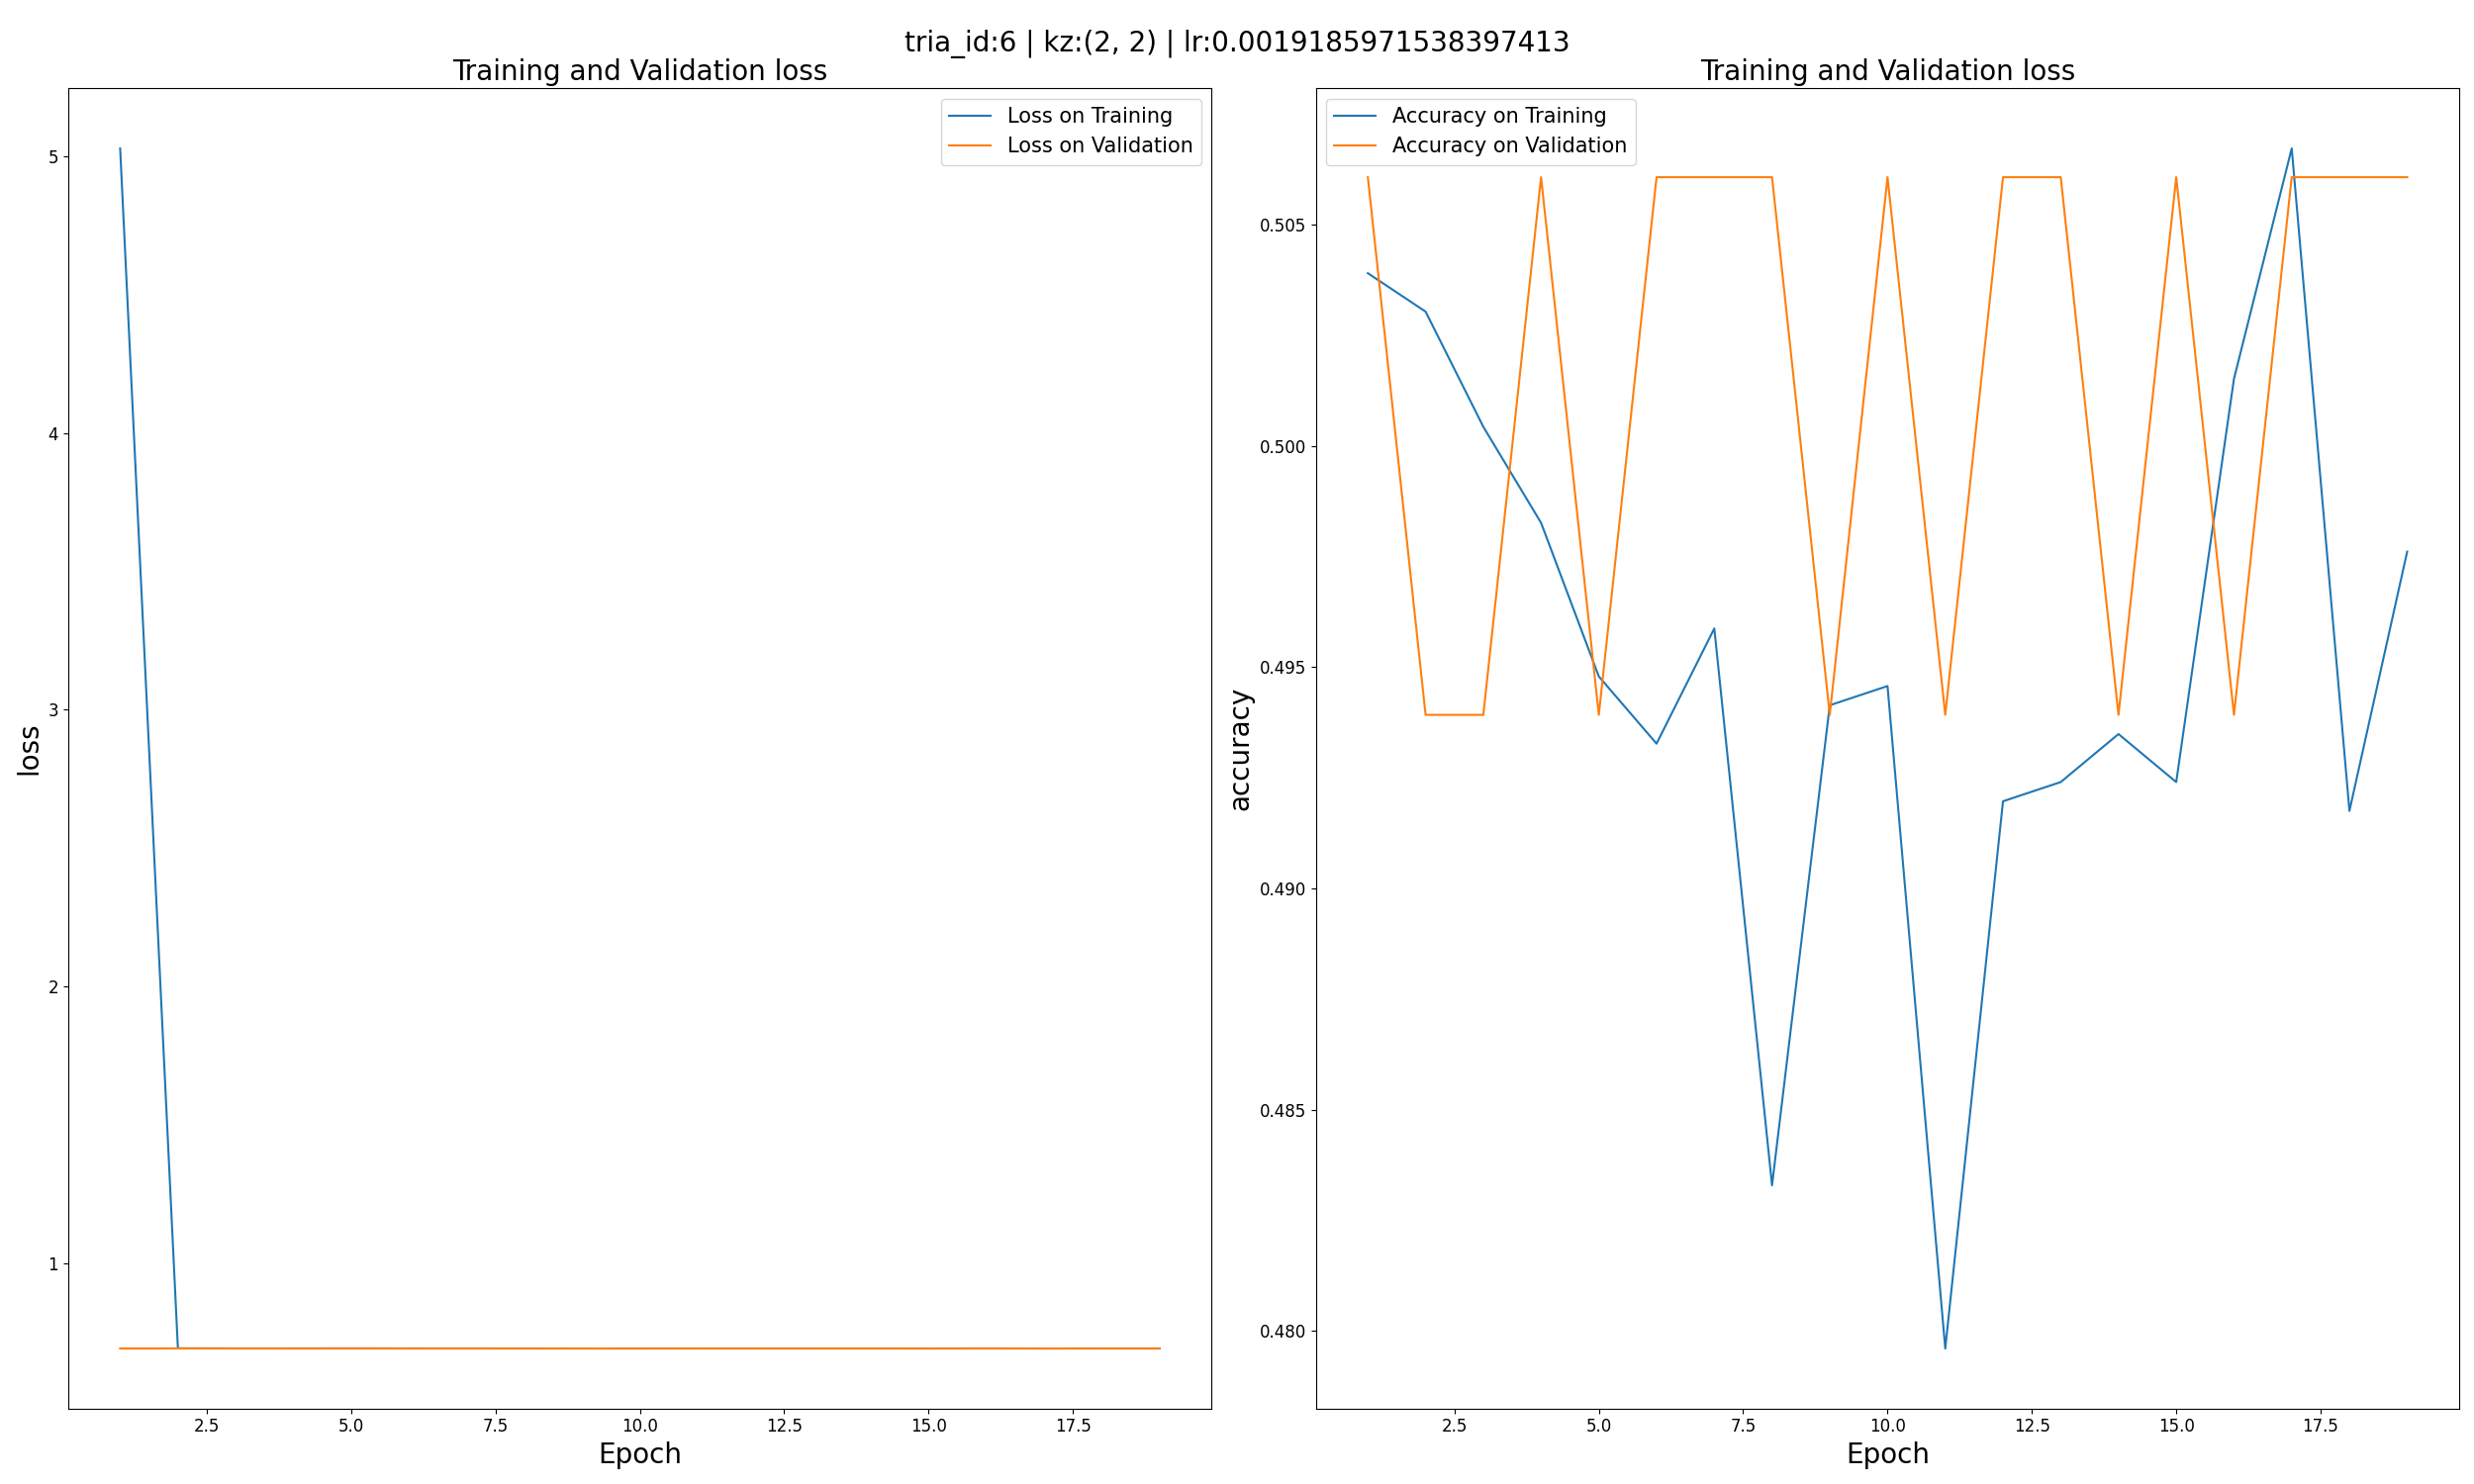 tria_id:6 | kz:(2, 2) | lr:0.0019185971538397413
Training and Validation loss
Loss on Training
Loss on Validation
5
4
3
2
1
loss
2.5 5.0 7.5 10.0 12.5 15.0 17.5
Epoch
Training and Validation loss
Accuracy on Training
Accuracy on Validation
0.505
0.500
0.495
0.490
0.485
0.480
accuracy
2.5 5.0 7.5 10.0 12.5 15.0 17.5
Epoch